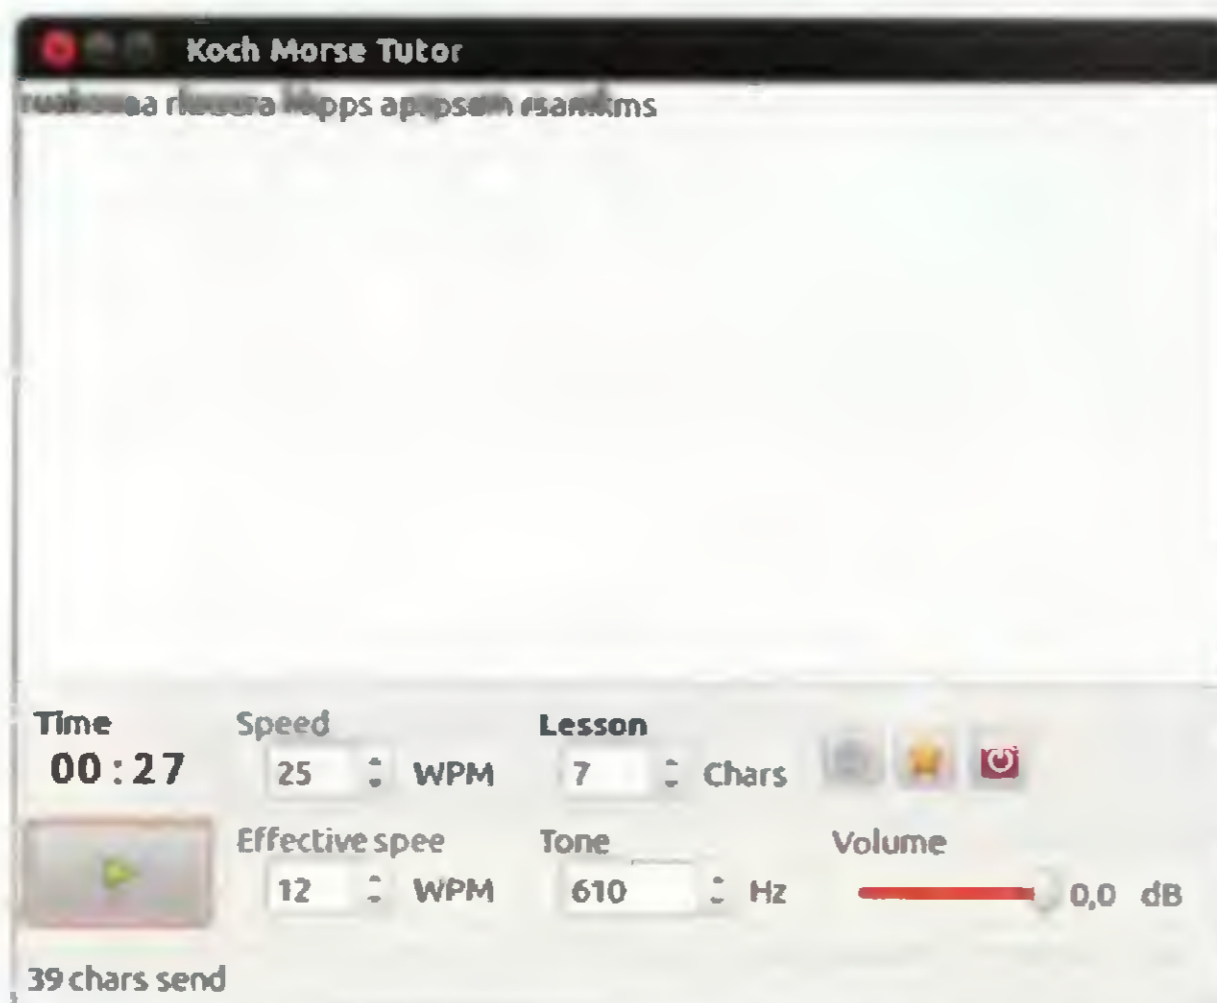 Koch Morse Tutor
Time Speed Lesson
00:27 25 WPM 7 Chars
Effective spee Tone Volume
12 WPM 610 Hz 0,0 dB
39 chars send